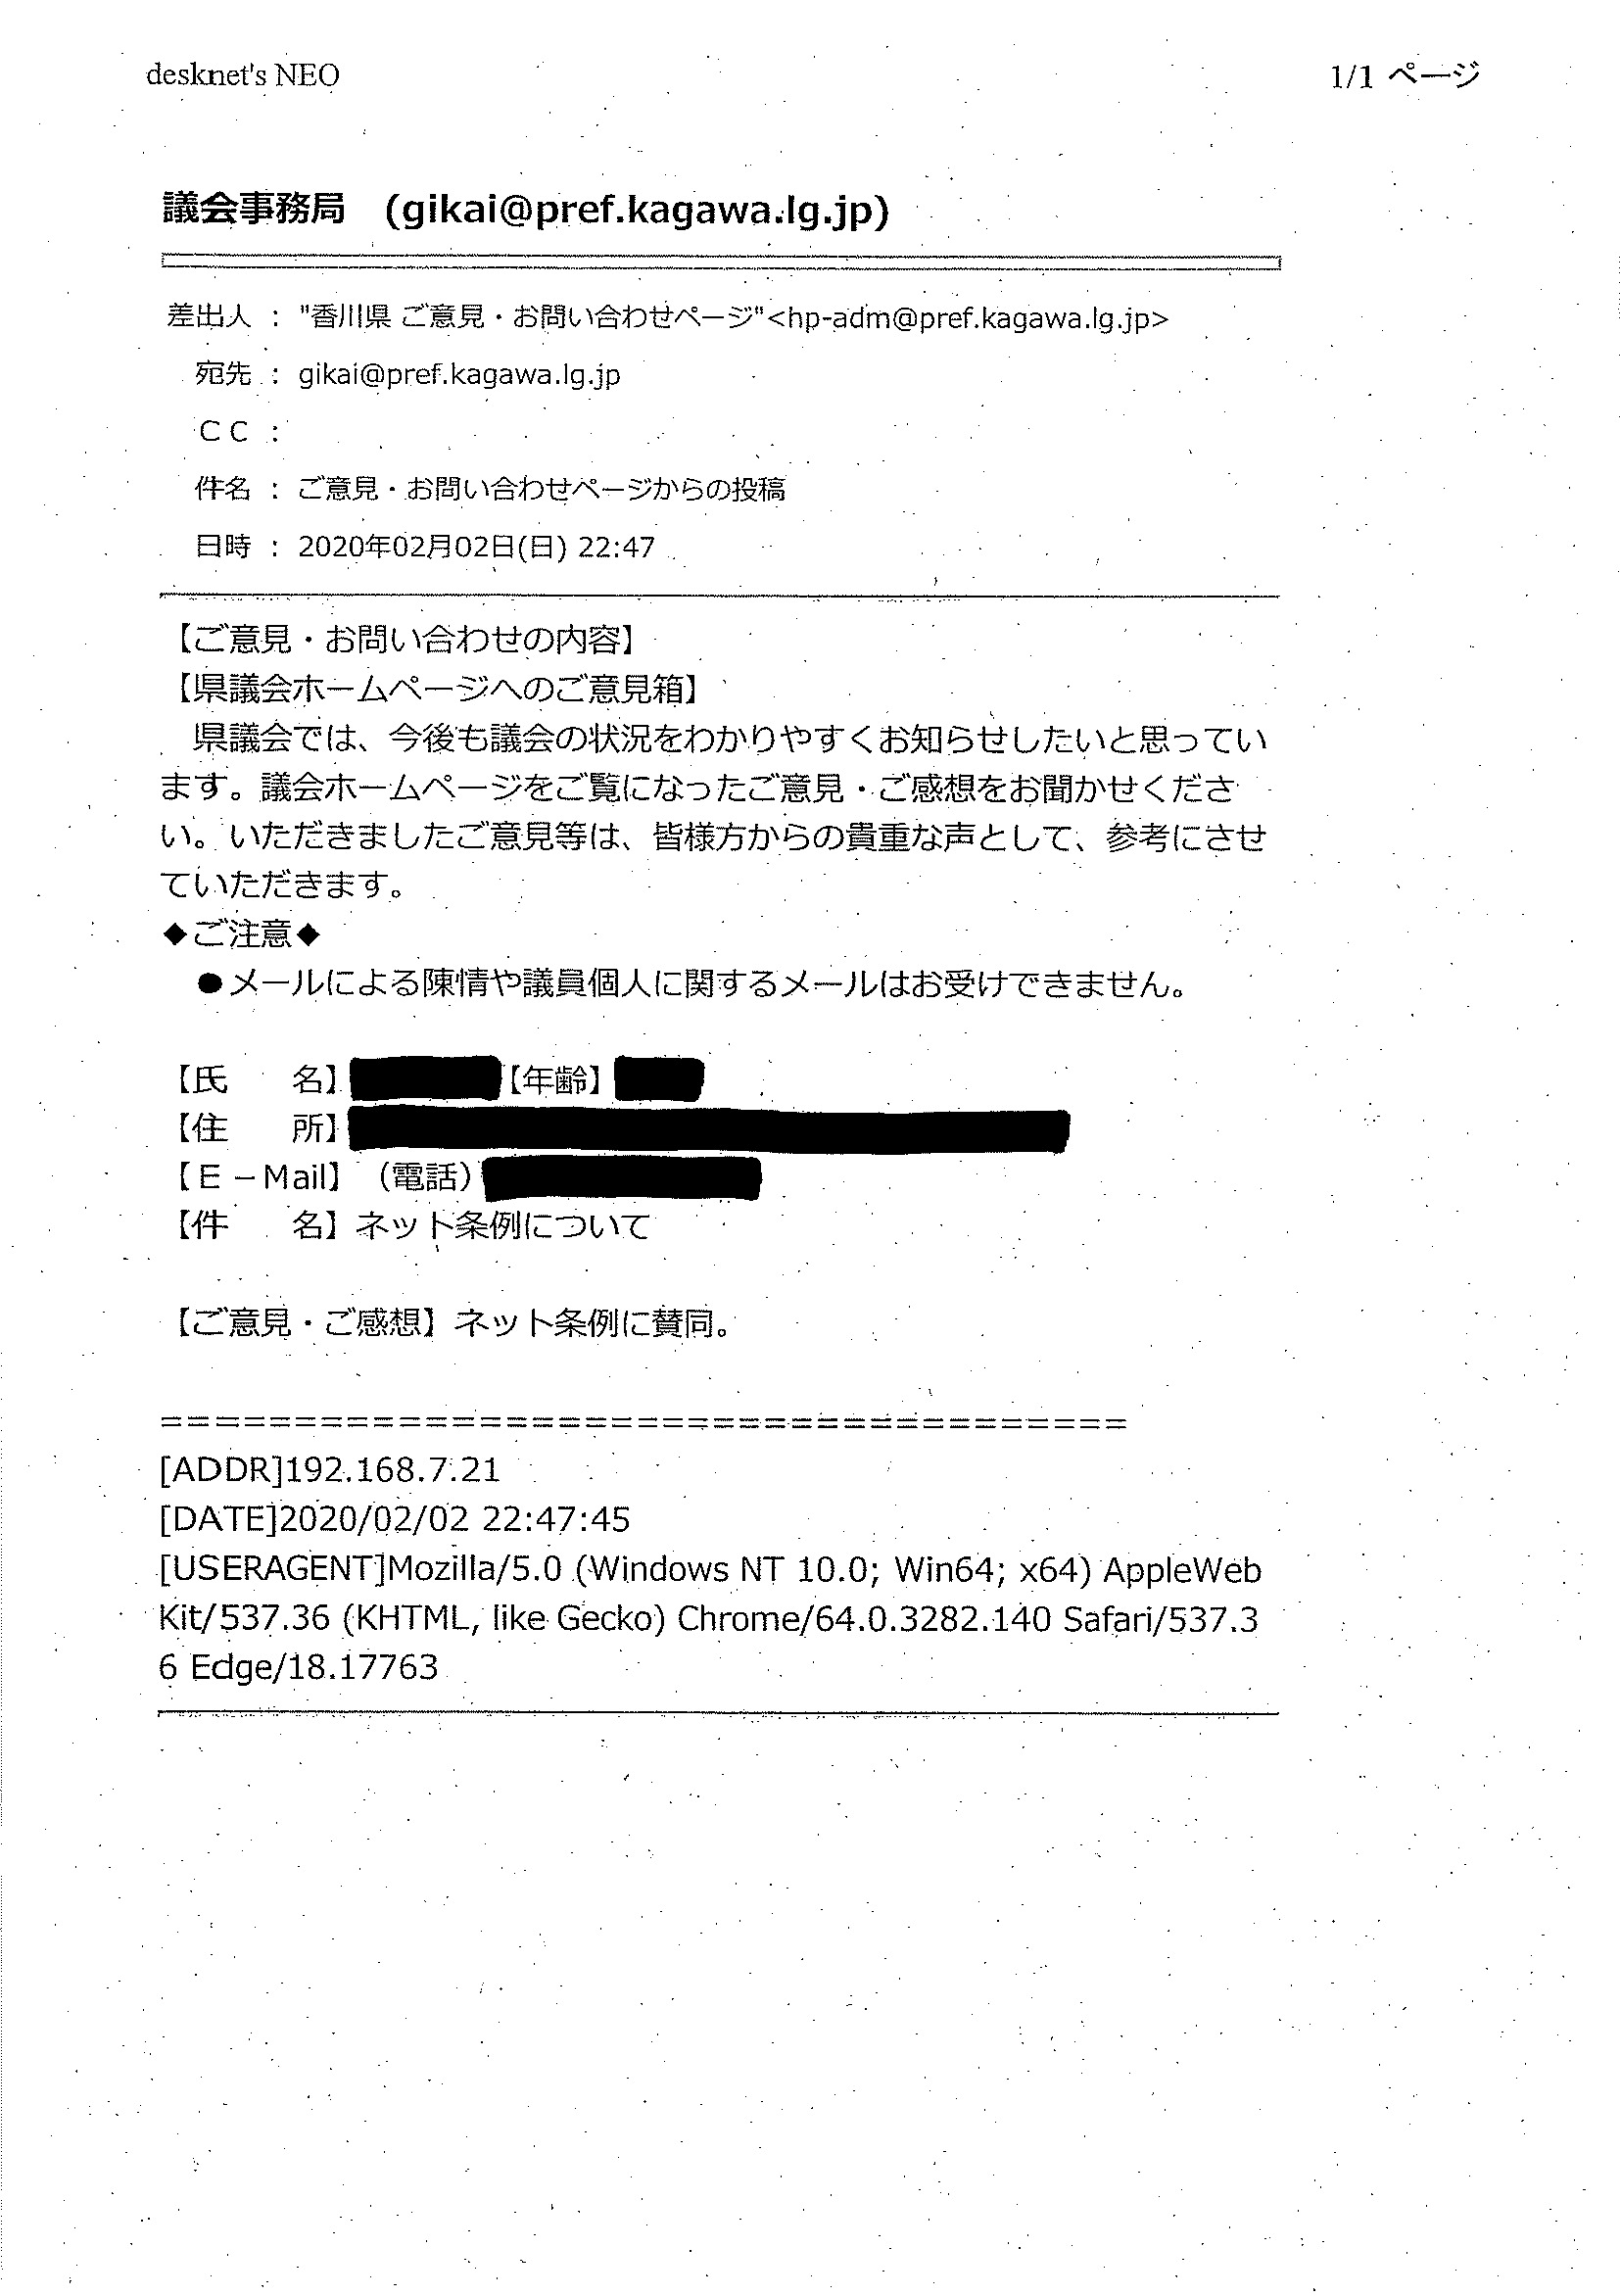 desknet's NEO 1/1 ページ
議会事務局 (gikai@pref.kagawa.lg.jp)
差出人 : "香川県 ご意見・お問い合わせページ"<hp-adm@pref.kagawa.lg.jp>
宛先 : gikai@pref.kagawa.lg.jp
ＣＣ :
件名 : ご意見・お問い合わせページからの投稿
日時 : 2020年02月02日(日) 22:47
【ご意見・お問い合わせの内容】
【県議会ホームページへのご意見箱】
　県議会では、今後も議会の状況をわかりやすくお知らせしたいと思ってい
ます。議会ホームページをご覧になったご意見・ご感想をお聞かせくださ
い。いただきましたご意見等は、皆様方からの貴重な声として、参考にさせ
ていただきます。
◆ご注意◆
　●メールによる陳情や議員個人に関するメールはお受けできません。
【氏　　名】【年齢】
【住　　所】
【Ｅ－Mail】（電話）
【件　　名】ネット条例について
【ご意見・ご感想】ネット条例に賛同。
=====================================
[ADDR]192.168.7.21
[DATE]2020/02/02 22:47:45
[USERAGENT]Mozilla/5.0 (Windows NT 10.0; Win64; x64) AppleWeb
Kit/537.36 (KHTML, like Gecko) Chrome/64.0.3282.140 Safari/537.3
6 Edge/18.17763